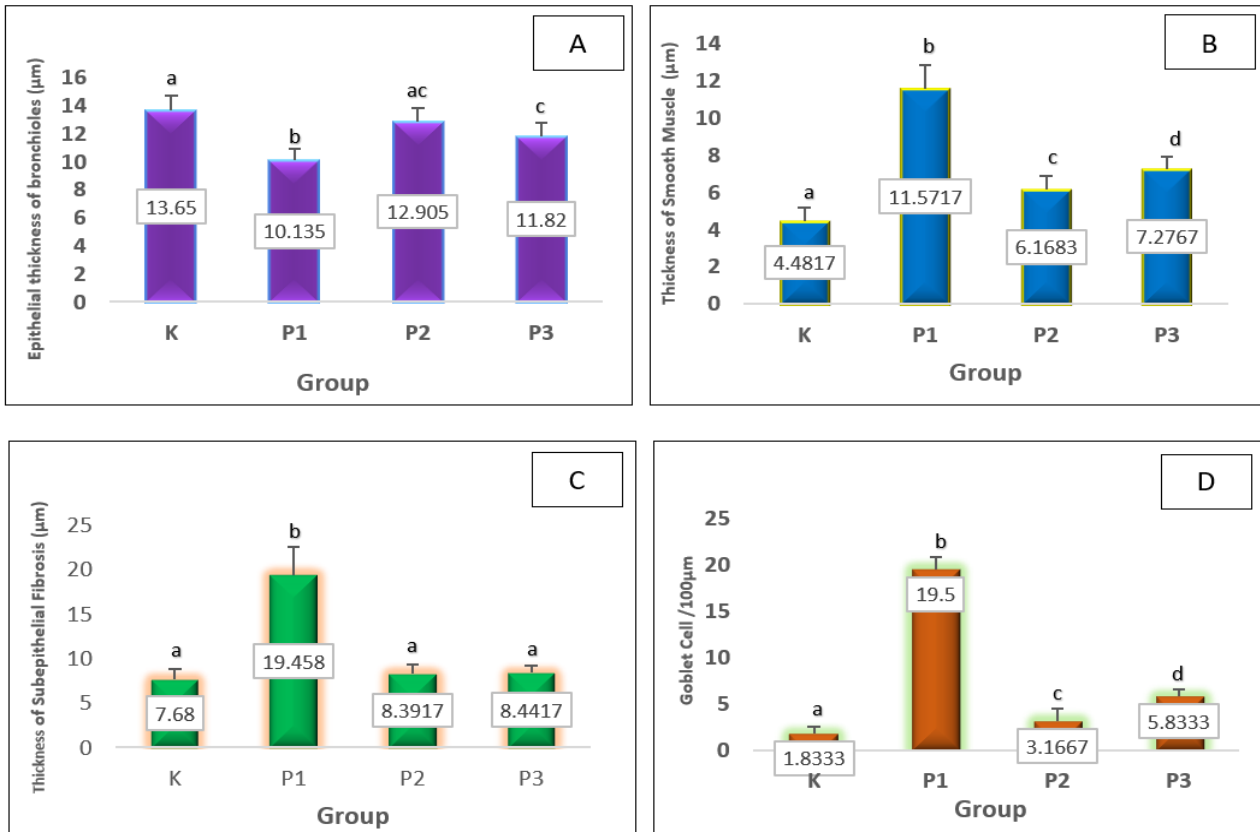 A
Epithelial thickness of bronchioles (µm)
16
14
12
10
8
6
4
2
0
a
b
ac
c
13.65
10.135
12.905
11.82
K
P1
P2
P3
Group
B
Thickness of Smooth Muscle (µm)
14
12
10
8
6
4
2
0
a
b
c
d
4.4817
11.5717
6.1683
7.2767
K
P1
P2
P3
Group
C
Thickness of Subepithelial Fibrosis (µm)
25
20
15
10
5
0
a
b
a
a
7.68
19.458
8.3917
8.4417
K
P1
P2
P3
Group
D
Goblet Cell /100µm
25
20
15
10
5
0
a
b
c
d
1.8333
19.5
3.1667
5.8333
K
P1
P2
P3
Group